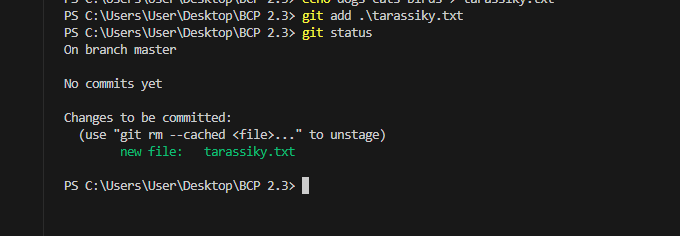 PS C:\Users\User\Desktop\BCP 2.3> echo dogs cats birds > tarassiky.txt
PS C:\Users\User\Desktop\BCP 2.3> git add .\tarassiky.txt
PS C:\Users\User\Desktop\BCP 2.3> git status
On branch master
No commits yet
Changes to be committed:
(use "git rm --cached <file>..." to unstage)
new file: tarassiky.txt
PS C:\Users\User\Desktop\BCP 2.3>